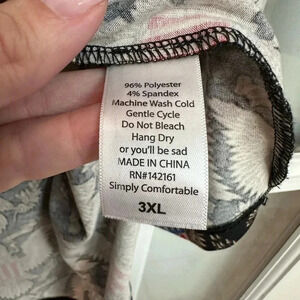 96% Polyester
4% Spandex
Machine Wash Cold
Gentle Cycle
Do Not Bleach
Hang Dry
or you'll be sad
MADE IN CHINA
RN#142161
Simply Comfortable
3XL